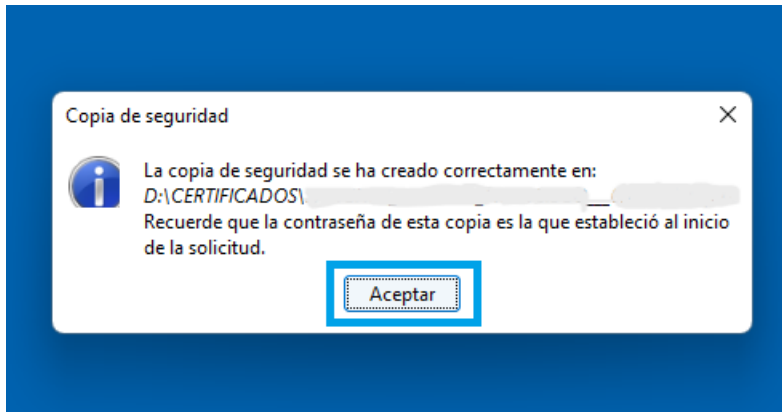 Copia de seguridad
La copia de seguridad se ha creado correctamente en:
D:\CERTIFICADOS\
Recuerde que la contraseña de esta copia es la que estableció al inicio
de la solicitud.
Aceptar